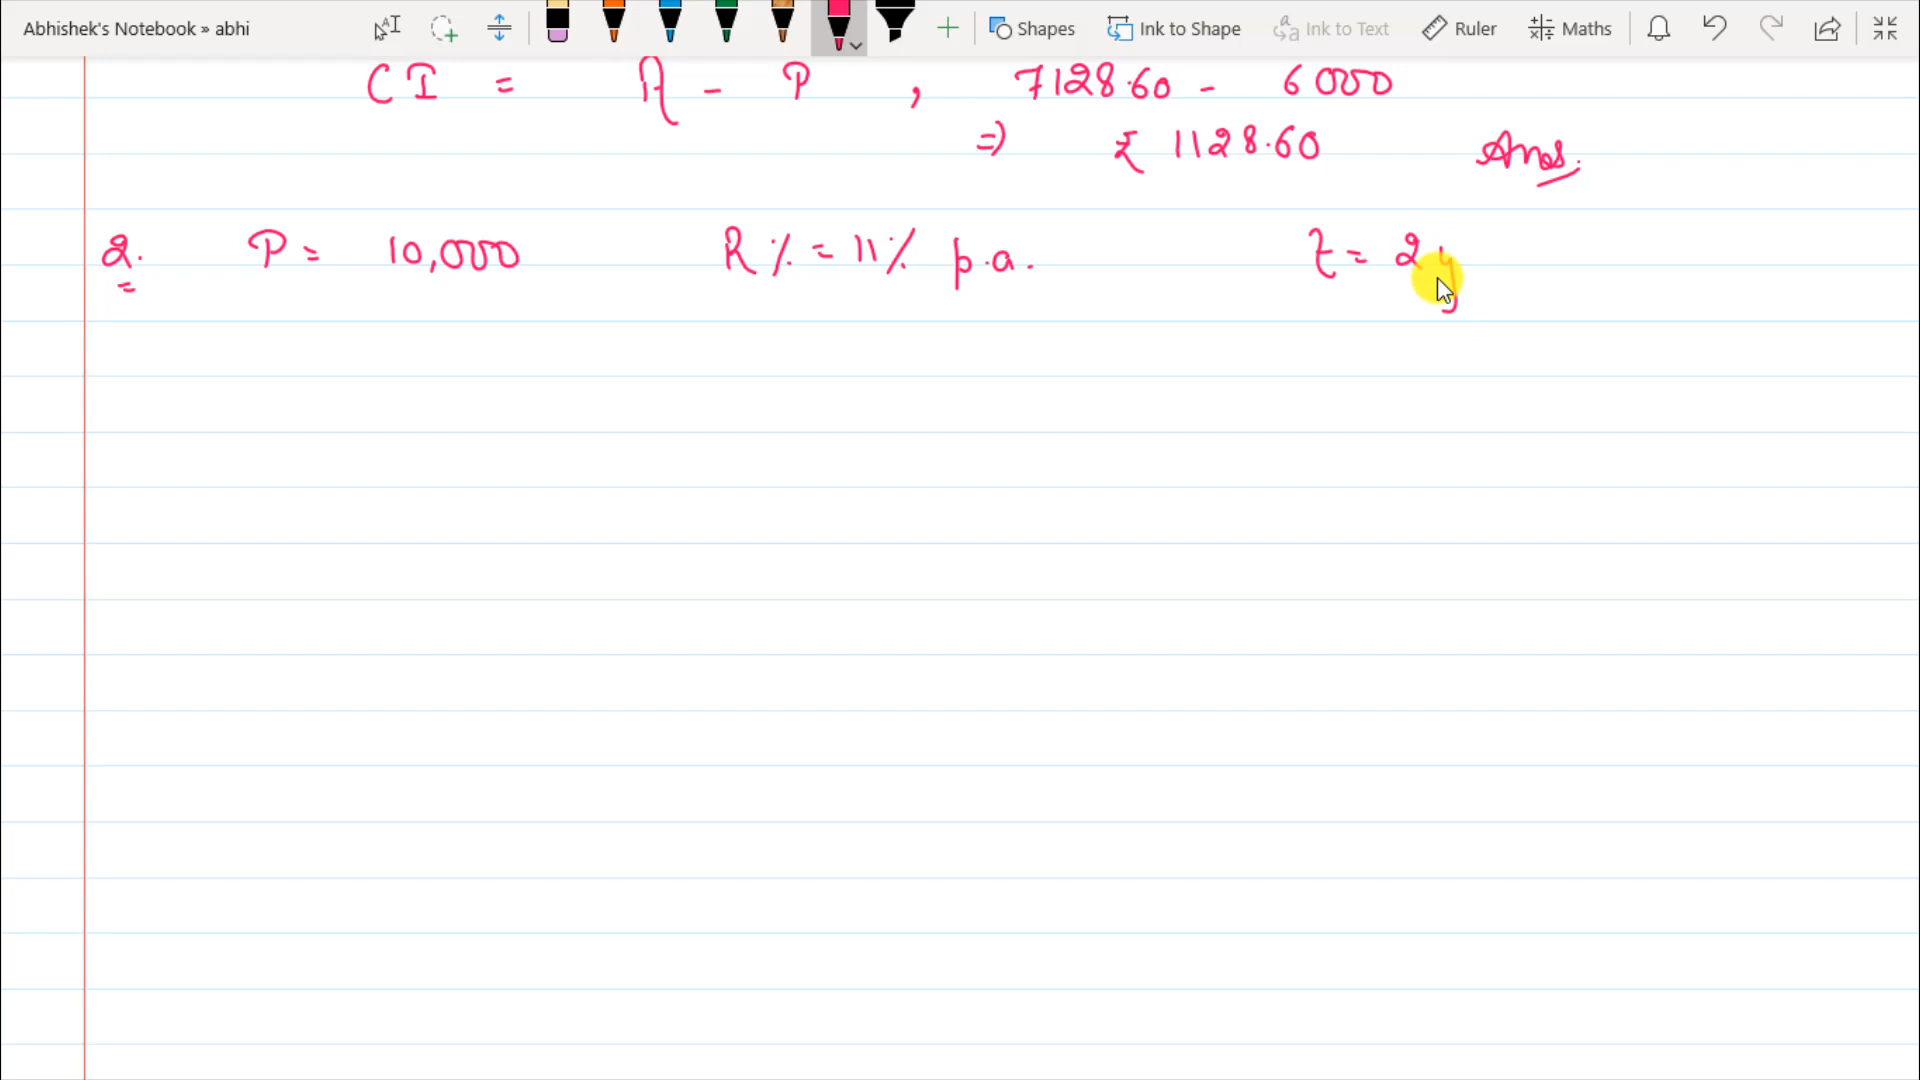 Abhishek's Notebook » abhi Shapes Ink to Shape Ink to Text Ruler Maths
CI = A - P , 7128.60 - 6000
⇒ ₹ 1128.60 Ans.
2. P = 10,000 R % = 11% p.a. t = 2y